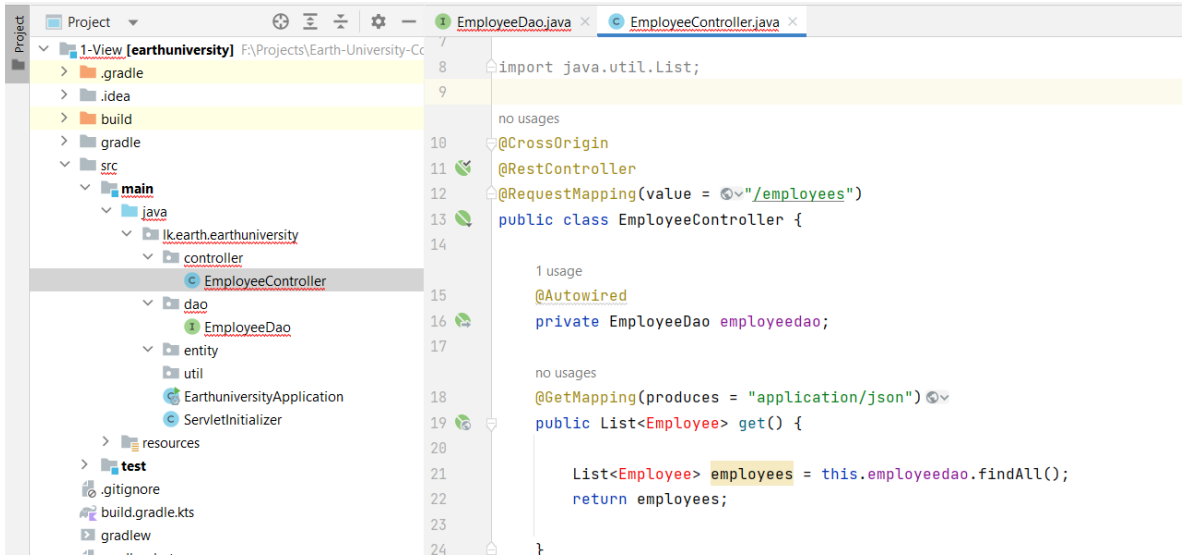 Project
Project
EmployeeDao.java
EmployeeController.java
1-View [earthuniversity] F:\Projects\Earth-University-Co
.gradle
.idea
build
gradle
src
main
java
lk.earth.earthuniversity
controller
EmployeeController
dao
EmployeeDao
entity
util
EarthuniversityApplication
ServletInitializer
resources
test
.gitignore
build.gradle.kts
gradlew
7
8 import java.util.List;
9
no usages
10 @CrossOrigin
11 @RestController
12 @RequestMapping(value = "/employees")
13 public class EmployeeController {
14
1 usage
15 @Autowired
16 private EmployeeDao employeedao;
17
no usages
18 @GetMapping(produces = "application/json")
19 public List<Employee> get() {
20
21 List<Employee> employees = this.employeedao.findAll();
22 return employees;
23
24 }